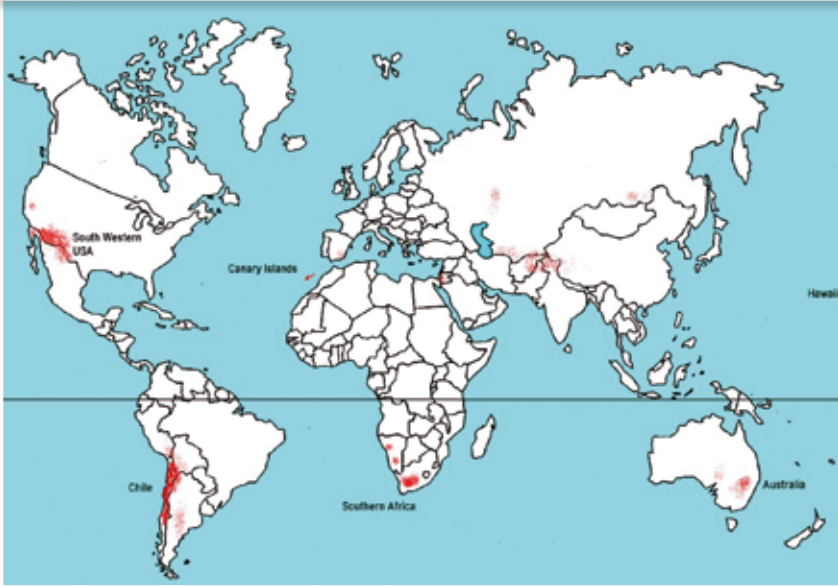 South Western
USA
Canary Islands
Hawaii
Chile
Australia
Southern Africa